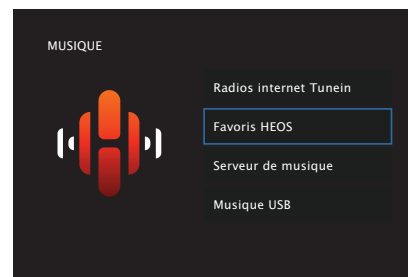 MUSIQUE
Radios internet Tunein
Favoris HEOS
Serveur de musique
Musique USB